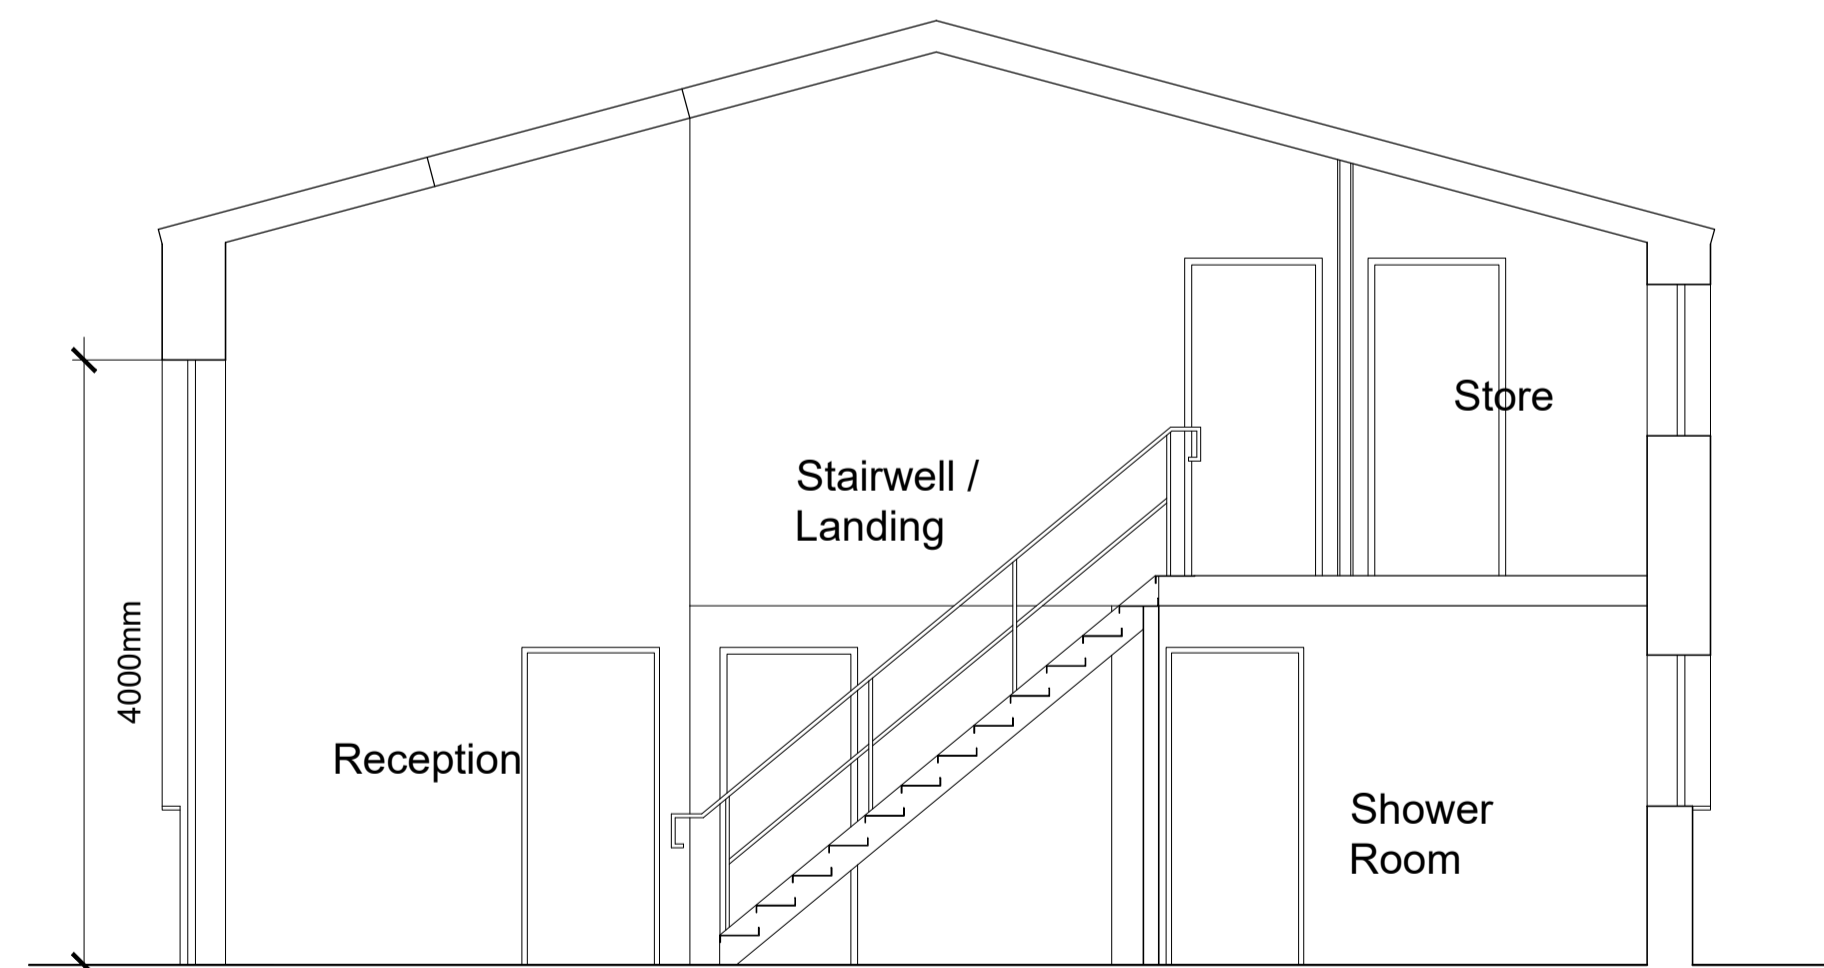 Store
Stairwell /
Landing
4000mm
Reception
Shower
Room